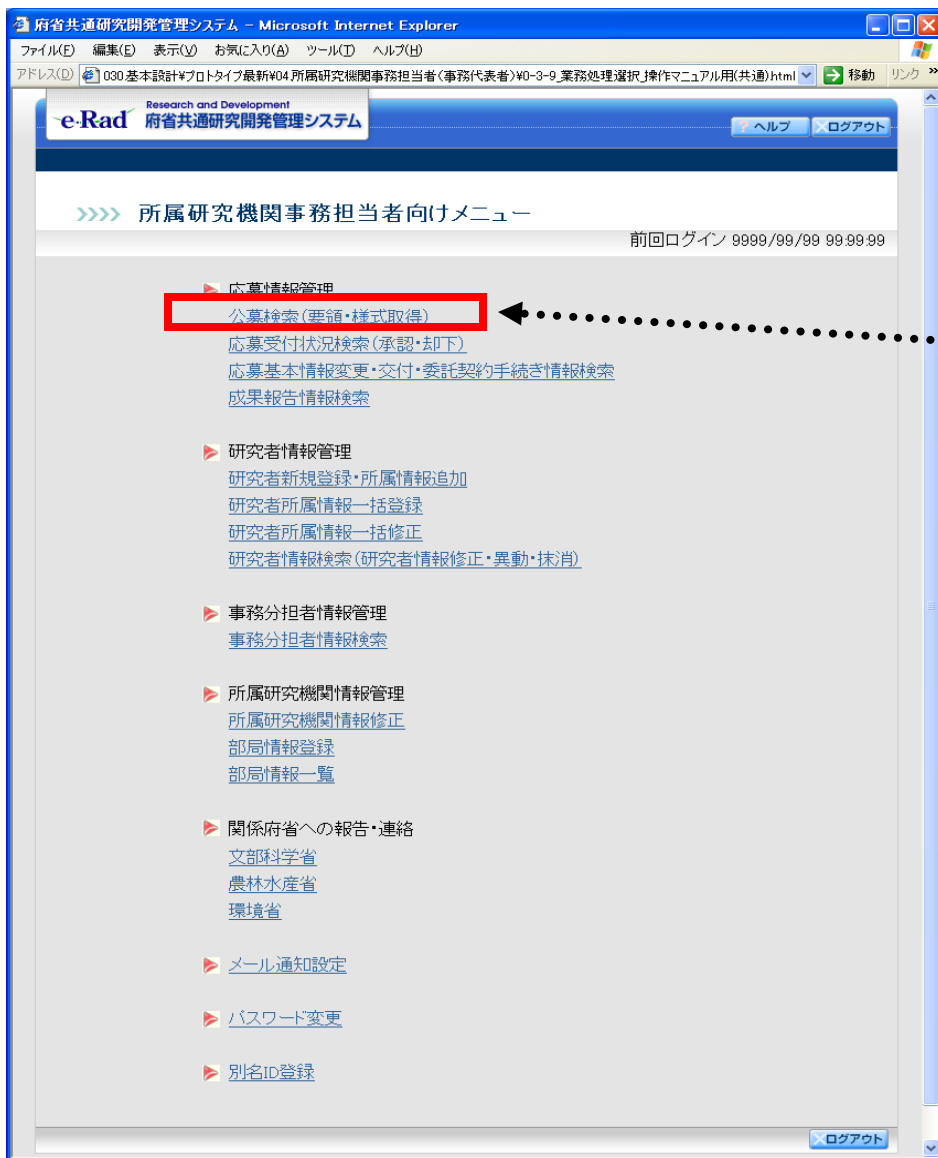 府省共通研究開発管理システム - Microsoft Internet Explorer
ファイル(F) 編集(E) 表示(V) お気に入り(A) ツール(T) ヘルプ(H)
アドレス(D) 030.基本設計¥プロトタイプ最新¥04.所属研究機関事務担当者(事務代表者)¥0-3-9_業務処理選択_操作マニュアル用(共通).html 移動 リンク »
e-Rad Research and Development
府省共通研究開発管理システム
? ヘルプ ×ログアウト
>>>> 所属研究機関事務担当者向けメニュー
前回ログイン 9999/99/99 99:99:99
応募情報管理
公募検索(要領・様式取得)
応募受付状況検索(承認・却下)
応募基本情報変更・交付・委託契約手続き情報検索
成果報告情報検索
研究者情報管理
研究者新規登録・所属情報追加
研究者所属情報一括登録
研究者所属情報一括修正
研究者情報検索(研究者情報修正・異動・抹消)
事務分担者情報管理
事務分担者情報検索
所属研究機関情報管理
所属研究機関情報修正
部局情報登録
部局情報一覧
関係府省への報告・連絡
文部科学省
農林水産省
環境省
メール通知設定
パスワード変更
別名ID登録
×ログアウト